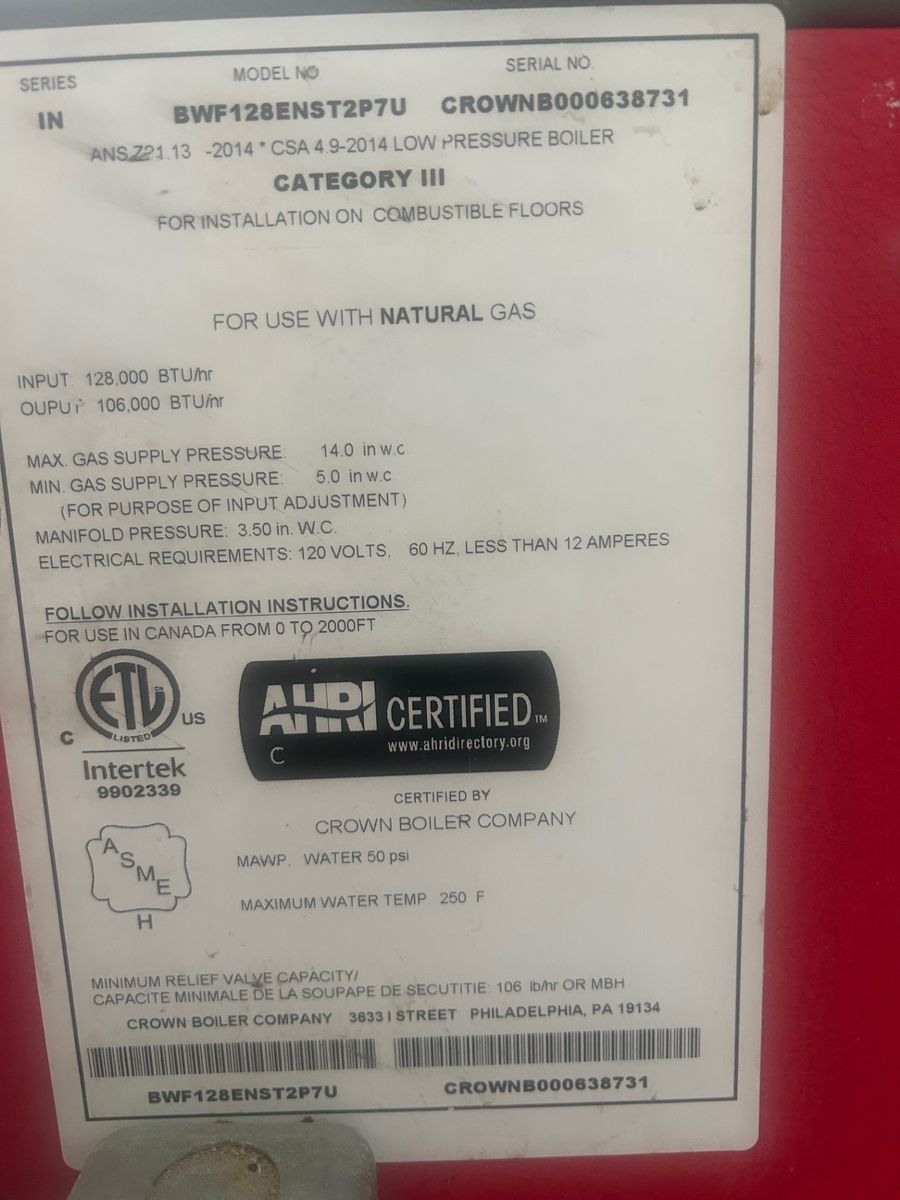 SERIES MODEL NO. SERIAL NO.
IN BWF128ENST2P7U CROWNB000638731
ANS Z21.13 -2014 * CSA 4.9-2014 LOW PRESSURE BOILER
CATEGORY III
FOR INSTALLATION ON COMBUSTIBLE FLOORS
FOR USE WITH NATURAL GAS
INPUT: 128,000 BTU/hr
OUPUT 106,000 BTU/hr
MAX. GAS SUPPLY PRESSURE: 14.0 in w.c.
MIN. GAS SUPPLY PRESSURE: 5.0 in w.c.
(FOR PURPOSE OF INPUT ADJUSTMENT)
MANIFOLD PRESSURE: 3.50 in. W.C.
ELECTRICAL REQUIREMENTS: 120 VOLTS, 60 HZ, LESS THAN 12 AMPERES
FOLLOW INSTALLATION INSTRUCTIONS.
FOR USE IN CANADA FROM 0 TO 2000FT
ETL
LISTED
C US
Intertek
9902339
AHRI CERTIFIED™
C www.ahridirectory.org
CERTIFIED BY
CROWN BOILER COMPANY
ASME
H
MAWP. WATER 50 psi
MAXIMUM WATER TEMP. 250 F
MINIMUM RELIEF VALVE CAPACITY/
CAPACITE MINIMALE DE LA SOUPAPE DE SECUTITIE: 106 lb/hr OR MBH
CROWN BOILER COMPANY 3633 I STREET PHILADELPHIA, PA 19134
BWF128ENST2P7U CROWNB000638731